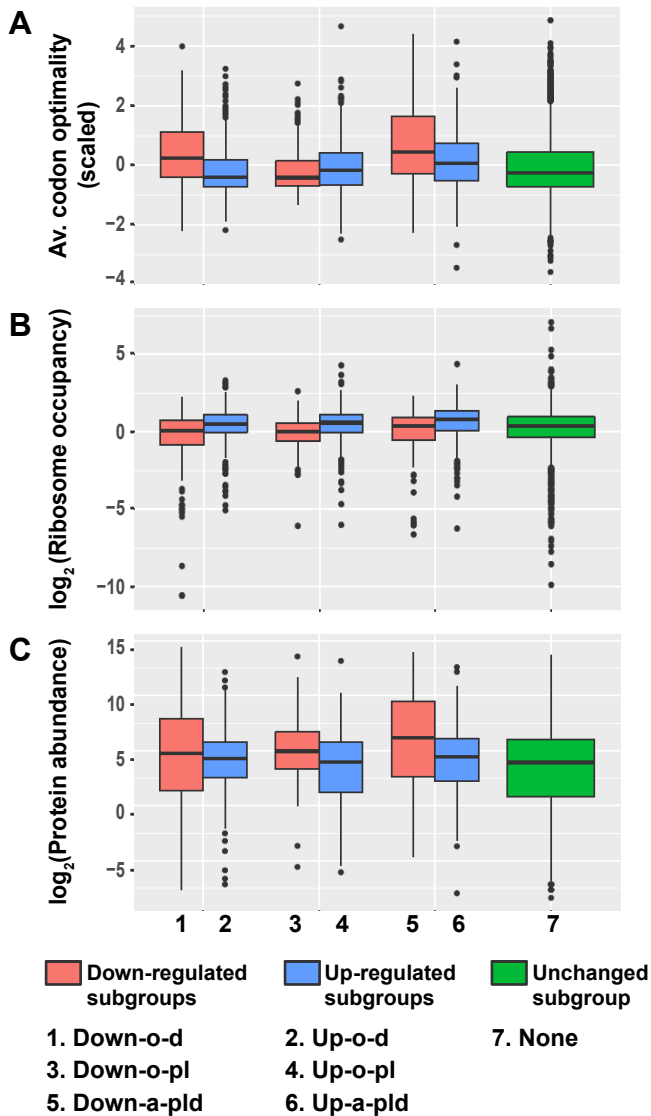 A
Av. codon optimality
(scaled)
4
2
0
−2
−4
B
log2 (Ribosome occupancy)
5
0
−5
−10
C
log2(Protein abundance)
15
10
5
0
−5
1 2 3 4 5 6 7
Down-regulated
subgroups
Up-regulated
subgroups
Unchanged
subgroup
1. Down-o-d 2. Up-o-d 7. None
3. Down-o-pl 4. Up-o-pl
5. Down-a-pld 6. Up-a-pld